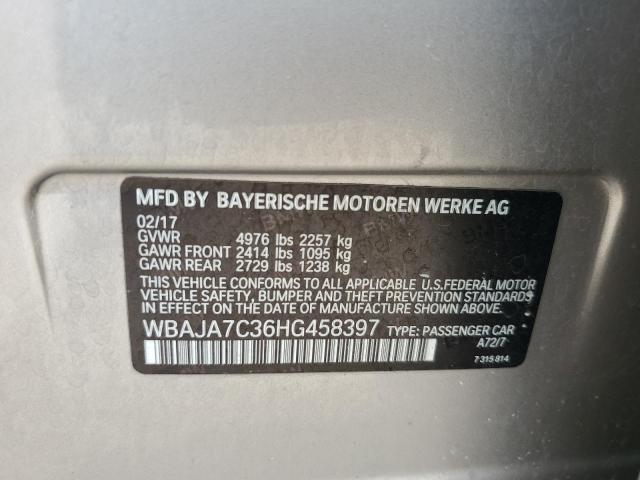 MFD BY BAYERISCHE MOTOREN WERKE AG
02/17
GVWR 4976 lbs 2257 kg
GAWR FRONT 2414 lbs 1095 kg
GAWR REAR 2729 lbs 1238 kg
THIS VEHICLE CONFORMS TO ALL APPLICABLE U.S. FEDERAL MOTOR
VEHICLE SAFETY, BUMPER AND THEFT PREVENTION STANDARDS IN
EFFECT ON THE DATE OF MANUFACTURE SHOWN ABOVE.
WBAJA7C36HG458397 TYPE: PASSENGER CAR
A72/7
7 315 814